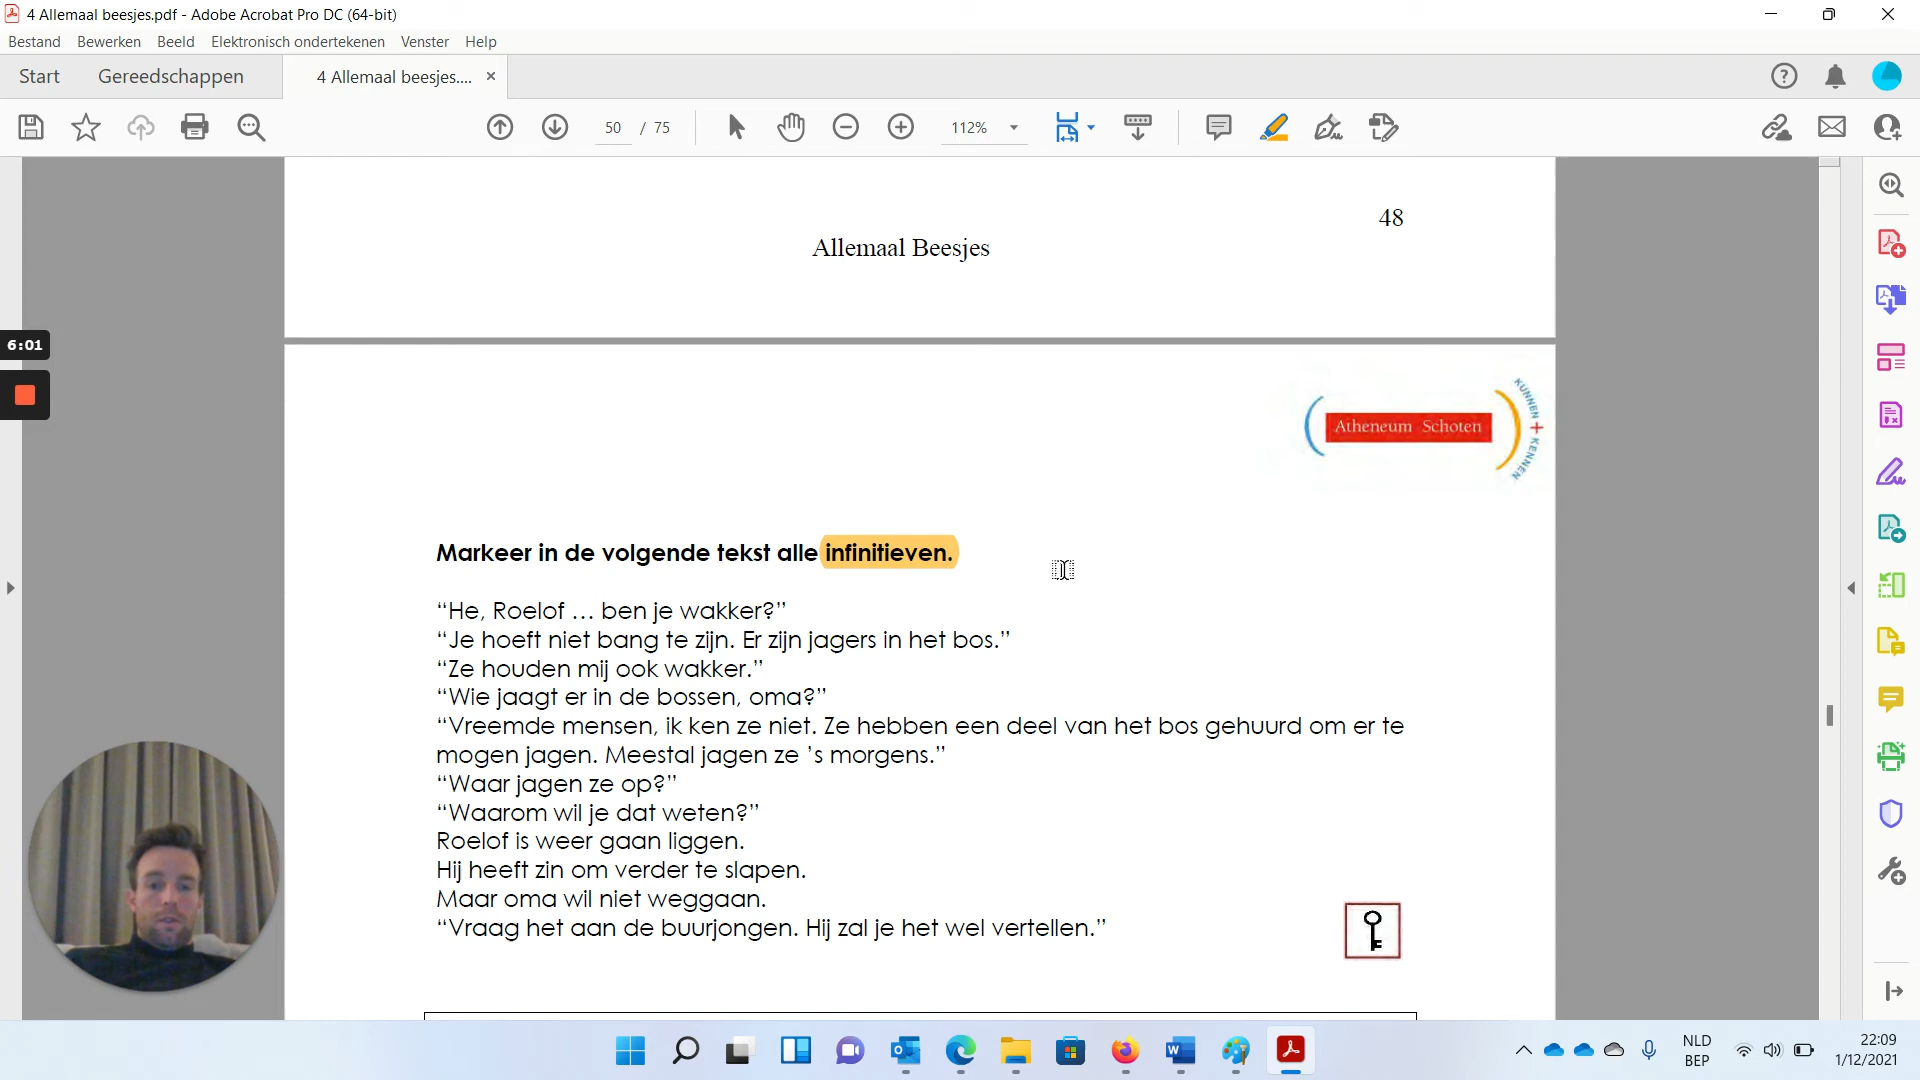 4 Allemaal beesjes.pdf - Adobe Acrobat Pro DC (64-bit)
Bestand Bewerken Beeld Elektronisch ondertekenen Venster Help
Start Gereedschappen 4 Allemaal beesjes....
50 / 75 112%
48
Allemaal Beesjes
6:01
KUNNEN + KENNEN
Atheneum Schoten
Markeer in de volgende tekst alle infinitieven.
“He, Roelof … ben je wakker?”
“Je hoeft niet bang te zijn. Er zijn jagers in het bos.”
“Ze houden mij ook wakker.”
“Wie jaagt er in de bossen, oma?”
“Vreemde mensen, ik ken ze niet. Ze hebben een deel van het bos gehuurd om er te
mogen jagen. Meestal jagen ze ’s morgens.”
“Waar jagen ze op?”
“Waarom wil je dat weten?”
Roelof is weer gaan liggen.
Hij heeft zin om verder te slapen.
Maar oma wil niet weggaan.
“Vraag het aan de buurjongen. Hij zal je het wel vertellen.”
NLD 22:09
BEP 1/12/2021